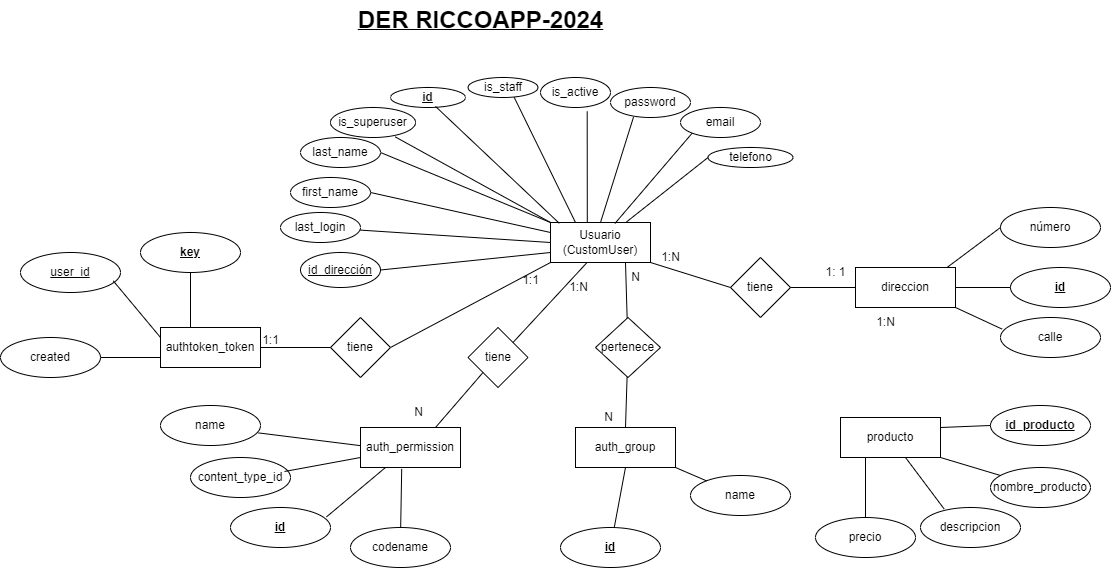 DER RICCOAPP-2024
is_staff
is_active
id
password
is_superuser
email
last_name
telefono
first_name
last_login
id_dirección
Usuario
(CustomUser)
número
key
user_id
1:N
N
1:1
1:N
tiene
1: 1
direccion
id
1:N
calle
created
authtoken_token
1:1
tiene
tiene
pertenece
N
N
name
auth_permission
auth_group
producto
id_producto
content_type_id
name
nombre_producto
id
codename
id
precio
descripcion